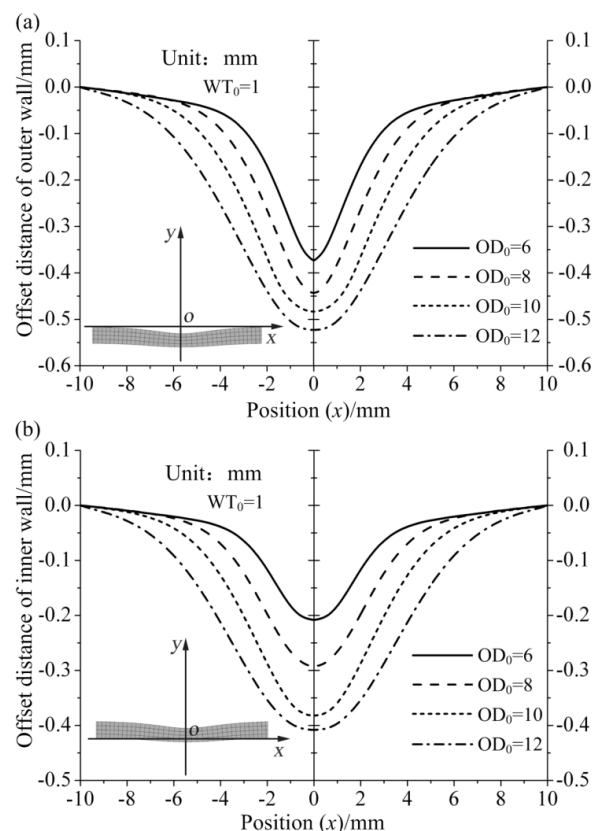 (a)
0.1
0.1
Unit: mm
WT₀=1
0.0
0.0
-0.1
-0.1
-0.2
-0.2
-0.3
-0.3
-0.4
-0.4
-0.5
-0.5
-0.6
-0.6
Offset distance of outer wall/mm
y
o
x
OD₀=6
OD₀=8
OD₀=10
OD₀=12
-10 -8 -6 -4 -2 0 2 4 6 8 10
Position (x)/mm
(b)
0.1
0.1
Unit: mm
WT₀=1
0.0
0.0
-0.1
-0.1
-0.2
-0.2
-0.3
-0.3
-0.4
-0.4
-0.5
-0.5
Offset distance of inner wall/mm
y
o
x
OD₀=6
OD₀=8
OD₀=10
OD₀=12
-10 -8 -6 -4 -2 0 2 4 6 8 10
Position (x)/mm